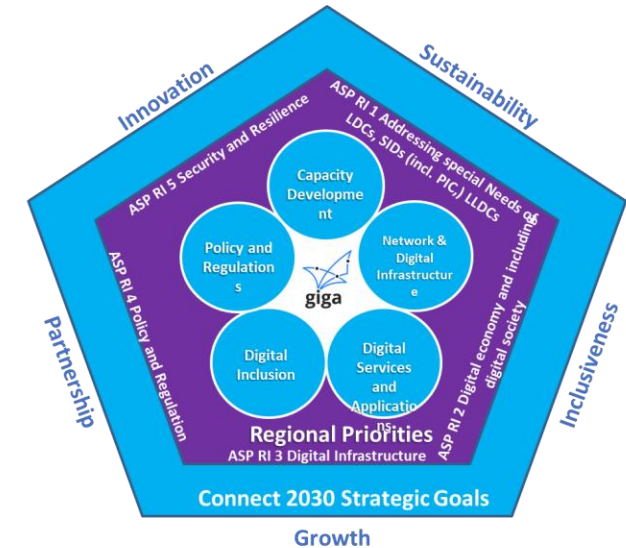 Innovation
Sustainability
ASP RI 5 Security and Resilience
ASP RI 1 Addressing special Needs of
LDCs, SIDs (incl. PIC,) LLDCs
Capacity
Developme
nt
Policy and
Regulation
s
Network &
Digital
Infrastructur
e
giga
Digital
Inclusion
Digital
Services
and
Applicatio
ns
ASP RI 4 Policy and Regulation
ASP RI 2 Digital economy and including
digital society
Partnership
Inclusiveness
Regional Priorities
ASP RI 3 Digital Infrastructure
Connect 2030 Strategic Goals
Growth